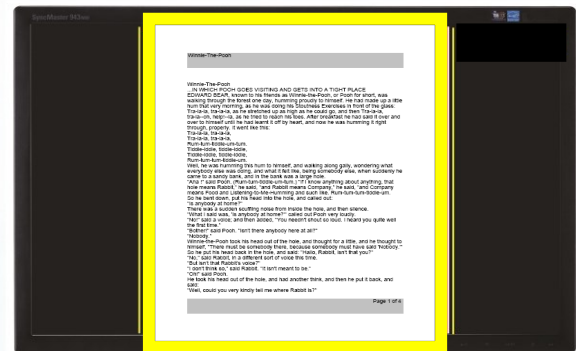 SyncMaster 943
Winnie-The-Pooh
Winnie-The-Pooh
...IN WHICH POOH GOES VISITING AND GETS INTO A TIGHT PLACE
EDWARD BEAR, known to his friends as Winnie-the-Pooh, or Pooh for short, was
walking through the forest one day, humming proudly to himself. He had made up a little
hum that very morning, as he was doing his Stoutness Exercises in front of the glass:
Tra-la-la, tra-la-la, as he stretched up as high as he could go, and then Tra-la-la,
tra-la--oh, help!--la, as he tried to reach his toes. After breakfast he had said it over and
over to himself until he had learnt it off by heart, and now he was humming it right
through, properly. It went like this:
Tra-la-la, tra-la-la,
Tra-la-la, tra-la-la,
Rum-tum-tiddle-um-tum.
Tiddle-iddle, tiddle-iddle,
Tiddle-iddle, tiddle-iddle,
Rum-tum-tum-tiddle-um.
Well, he was humming this hum to himself, and walking along gaily, wondering what
everybody else was doing, and what it felt like, being somebody else, when suddenly he
came to a sandy bank, and in the bank was a large hole.
"Aha !" said Pooh. (Rum-tum-tiddle-um-tum.) "If I know anything about anything, that
hole means Rabbit," he said, "and Rabbit means Company," he said, "and Company
means Food and Listening-to-Me-Humming and such like. Rum-tum-tum-tiddle-um.
So he bent down, put his head into the hole, and called out:
"Is anybody at home?"
There was a sudden scuffling noise from inside the hole, and then silence.
"What I said was, 'Is anybody at home?'" called out Pooh very loudly.
"No!" said a voice; and then added, "You needn't shout so loud. I heard you quite well
the first time."
"Bother!" said Pooh. "Isn't there anybody here at all?"
"Nobody."
Winnie-the-Pooh took his head out of the hole, and thought for a little, and he thought to
himself, "There must be somebody there, because somebody must have said 'Nobody.'"
So he put his head back in the hole, and said: "Hallo, Rabbit, isn't that you?"
"No," said Rabbit, in a different sort of voice this time.
"But isn't that Rabbit's voice?"
"I don't think so," said Rabbit. "It isn't meant to be."
"Oh!" said Pooh.
He took his head out of the hole, and had another think, and then he put it back, and
said:
"Well, could you very kindly tell me where Rabbit is?"
Page 1 of 4